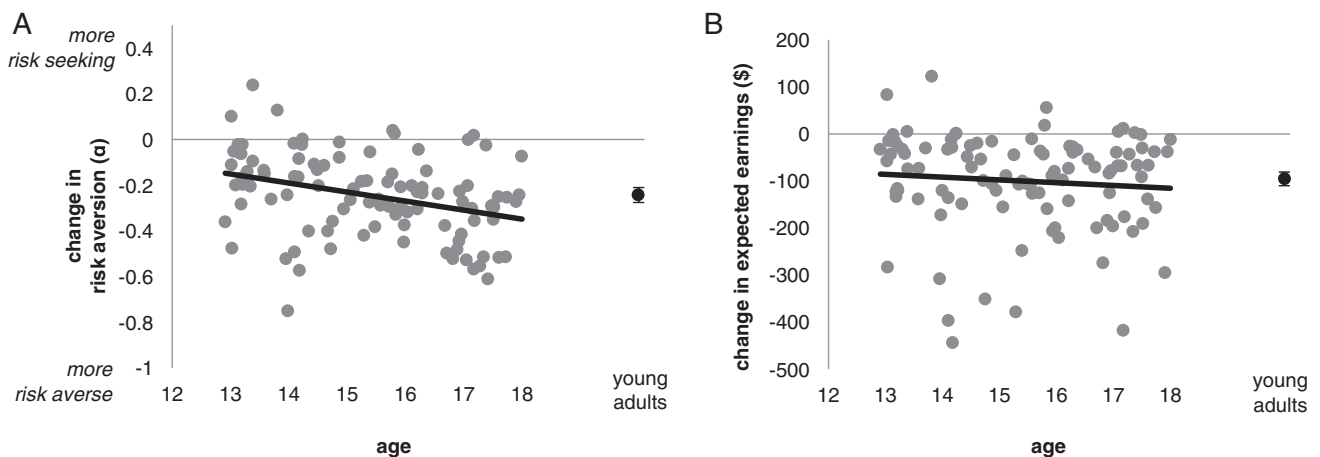 A
more
risk seeking
change in
risk aversion (α)
0.4
0.2
0
-0.2
-0.4
-0.6
-0.8
-1
more
risk averse
12 13 14 15 16 17 18
young
adults
age
B
change in expected earnings ($)
200
100
0
-100
-200
-300
-400
-500
12 13 14 15 16 17 18
young
adults
age